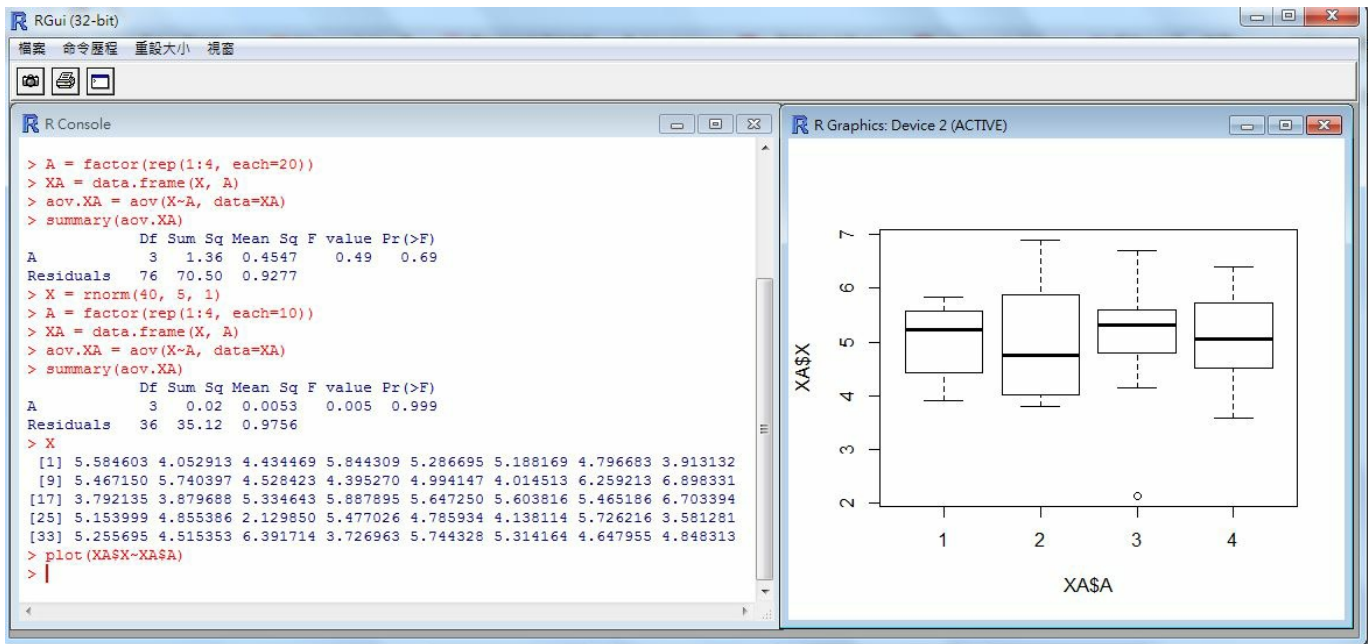 RGui (32-bit)
檔案 命令歷程 重設大小 視窗
R Console
> A = factor(rep(1:4, each=20))
> XA = data.frame(X, A)
> aov.XA = aov(X~A, data=XA)
> summary(aov.XA)
            Df Sum Sq Mean Sq F value Pr(>F)
A            3   1.36  0.4547    0.49   0.69
Residuals   76  70.50  0.9277
> X = rnorm(40, 5, 1)
> A = factor(rep(1:4, each=10))
> XA = data.frame(X, A)
> aov.XA = aov(X~A, data=XA)
> summary(aov.XA)
            Df Sum Sq Mean Sq F value Pr(>F)
A            3   0.02  0.0053   0.005  0.999
Residuals   36  35.12  0.9756
> X
 [1] 5.584603 4.052913 4.434469 5.844309 5.286695 5.188169 4.796683 3.913132
 [9] 5.467150 5.740397 4.528423 4.395270 4.994147 4.014513 6.259213 6.898331
[17] 3.792135 3.879688 5.334643 5.887895 5.647250 5.603816 5.465186 6.703394
[25] 5.153999 4.855386 2.129850 5.477026 4.785934 4.138114 5.726216 3.581281
[33] 5.255695 4.515353 6.391714 3.726963 5.744328 5.314164 4.647955 4.848313
> plot(XA$X~XA$A)
>
R Graphics: Device 2 (ACTIVE)
7
6
5
4
3
2
XA$X
1 2 3 4
XA$A